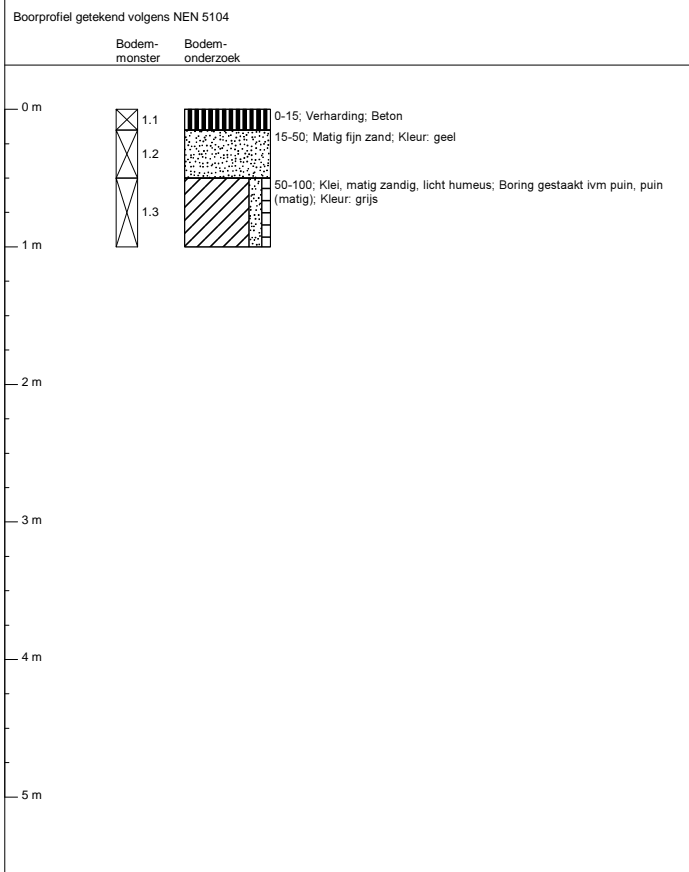 Boorprofiel getekend volgens NEN 5104
Bodem-
monster
Bodem-
onderzoek
0 m
1.1
0-15; Verharding; Beton
15-50; Matig fijn zand; Kleur: geel
1.2
50-100; Klei, matig zandig, licht humeus; Boring gestaakt ivm puin, puin
(matig); Kleur: grijs
1.3
1 m
2 m
3 m
4 m
5 m